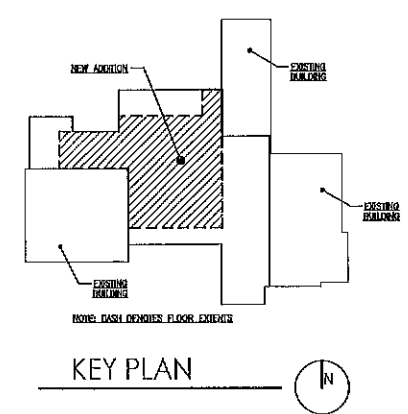 EXISTING
BUILDING
NEW ADDITION
EXISTING
BUILDING
EXISTING
BUILDING
NOTE: DASH DENOTES FLOOR EXTENTS
KEY PLAN
N